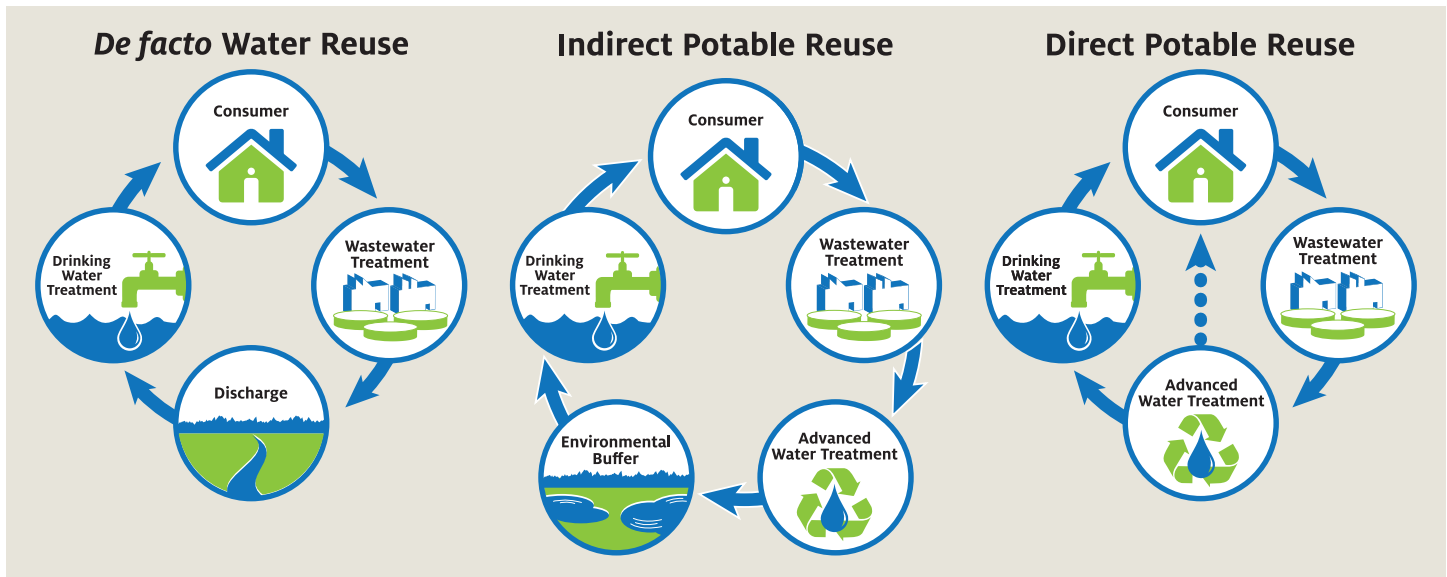 De facto Water Reuse
Consumer
Wastewater
Treatment
Discharge
Drinking
Water
Treatment
Indirect Potable Reuse
Consumer
Wastewater
Treatment
Advanced
Water Treatment
Environmental
Buffer
Drinking
Water
Treatment
Direct Potable Reuse
Consumer
Wastewater
Treatment
Advanced
Water Treatment
Drinking
Water
Treatment